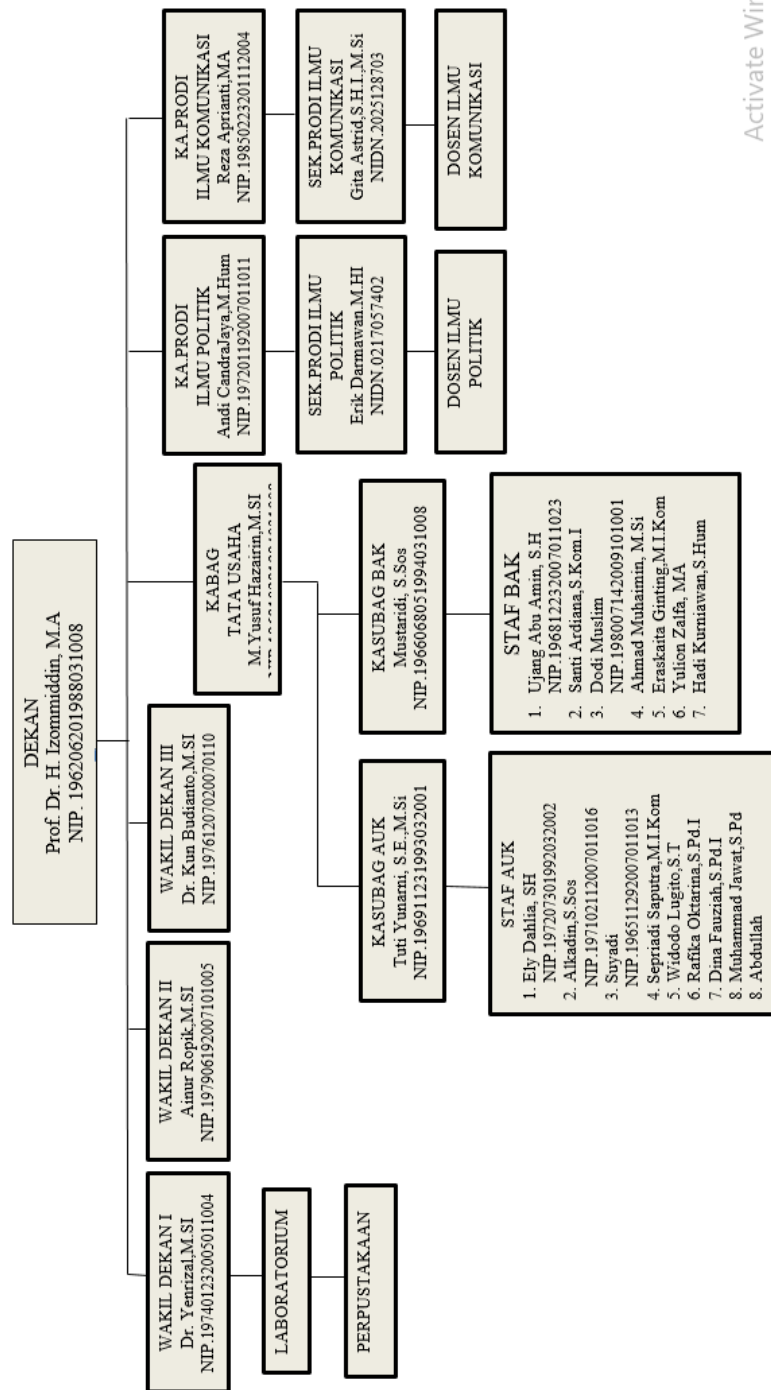 DEKAN
Prof. Dr. H. Izommiddin, M.A
NIP. 196206201988031008
WAKIL DEKAN I
Dr. Yenrizal,M.SI
NIP.197401232005011004
WAKIL DEKAN II
Ainur Ropik,M.SI
NIP.197906192007101005
WAKIL DEKAN III
Dr. Kun Budianto,M.SI
NIP.19761207020070110
KABAG
TATA USAHA
M.Yusuf Hazairin,M.SI
KA.PRODI
ILMU POLITIK
Andi CandraJaya,M.Hum
NIP.197201192007011011
KA.PRODI
ILMU KOMUNIKASI
Reza Aprianti,MA
NIP.198502232011012004
LABORATORIUM
PERPUSTAKAAN
SEK.PRODI ILMU
POLITIK
Erik Darmawan.M.HI
NIDN.0217057402
SEK.PRODI ILMU
KOMUNIKASI
Gita Astrid,S.H.I.,M.Si
NIDN.2025128703
DOSEN ILMU
POLITIK
DOSEN ILMU
KOMUNIKASI
KASUBAG AUK
Tuti Yunarni, S.E.,M.Si
NIP.196911231993032001
KASUBAG BAK
Mustaridi, S.Sos
NIP.1966068051994031008
STAF AUK
1. Ely Dahlia, SH
NIP.197207301992032002
2. Alkadin,S.Sos
NIP.197102112007011016
3. Suyadi
NIP.196511292007011013
4. Sepriadi Saputra,M.I.Kom
5. Widodo Lugito,S.T
6. Rafika Oktarina,S.Pd.I
7. Dina Fauziah,S.Pd.I
8. Muhammad Jawat,S.Pd
8. Abdullah
STAF BAK
1. Ujang Abu Amin, S.H
NIP.196812232007011023
2. Santi Ardiana,S.Kom.I
3. Dodi Muslim
NIP.198007142009101001
4. Ahmad Muhaimin, M.Si
5. Eraskaita Ginting,M.I.Kom
6. Yulion Zalfa, MA
7. Hadi Kurniawan,S.Hum
Activate Win